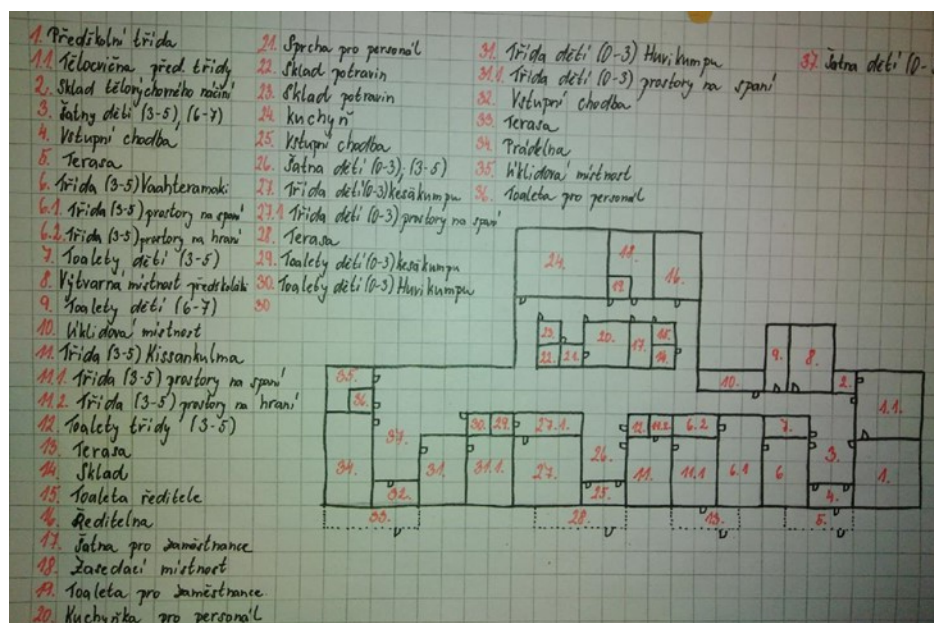 1. Předškolní třída
1.1. Tělocvična před. třídy
2. Sklad tělovýchovného náčiní
3. Šatny dětí (3-5), (6-7)
4. Vstupní chodba
5. Terasa
6. Třída (3-5) Vaahteramäki
6.1. Třída (3-5) prostory na spaní
6.2. Třída (3-5) prostory na hraní
7. Toalety dětí (3-5)
8. Výtvarná místnost předškoláci
9. Toalety dětí (6-7)
10. Úklidová místnost
11. Třída (3-5) Kissankulma
11.1. Třída (3-5) prostory na spaní
11.2. Třída (3-5) prostory na hraní
12. Toalety třídy (3-5)
13. Terasa
14. Sklad
15. Toaleta ředitele
16. Ředitelna
17. Šatna pro zaměstnance
18. Zasedací místnost
19. Toaleta pro zaměstnance
20. Kuchyňka pro personál
21. Sprcha pro personál
22. Sklad potravin
23. Sklad potravin
24. Kuchyň
25. Vstupní chodba
26. Šatna dětí (0-3), (3-5)
27. Třída dětí (0-3) kesäkumpu
27.1 Třída dětí (0-3) prostory na spaní
28. Terasa
29. Toalety dětí (0-3) kesäkumpu
30. Toalety dětí (0-3) Huvikumpu
30
31. Třída dětí (0-3) Huvikumpu
31.1. Třída dětí (0-3) prostory na spaní
32. Vstupní chodba
33. Terasa
34. Prádelna
35. Úklidová místnost
36. Toaleta pro personál
37. Šatna dětí (0-
24. 18. 19. 16.
23. 22. 21. 20. 17. 15. 14.
9. 8. 10. 2. 1.1.
35. 36. 37. 34. 32. 31. 30. 29. 31.1. 27.1. 27. 26. 25. 12. 11.2. 6.2 11. 11.1 6.1 7. 6 3. 4. 1.
33. 28. 13. 5.